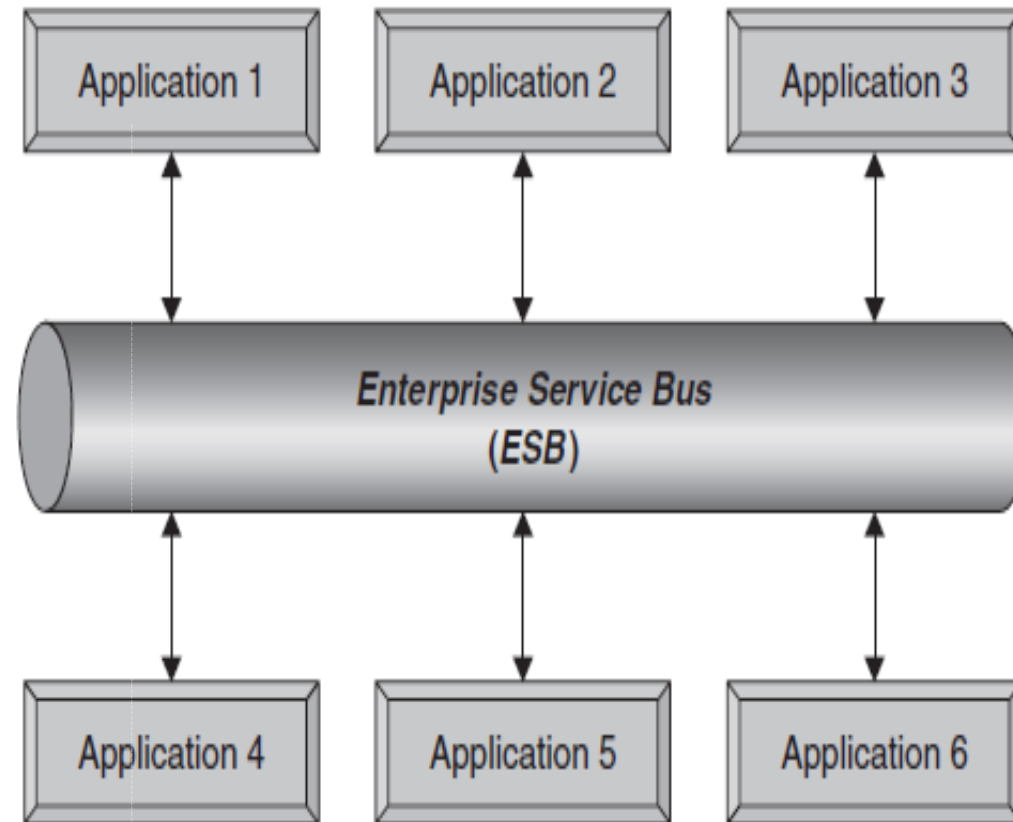 Application 1
Application 2
Application 3
Enterprise Service Bus
(ESB)
Application 4
Application 5
Application 6